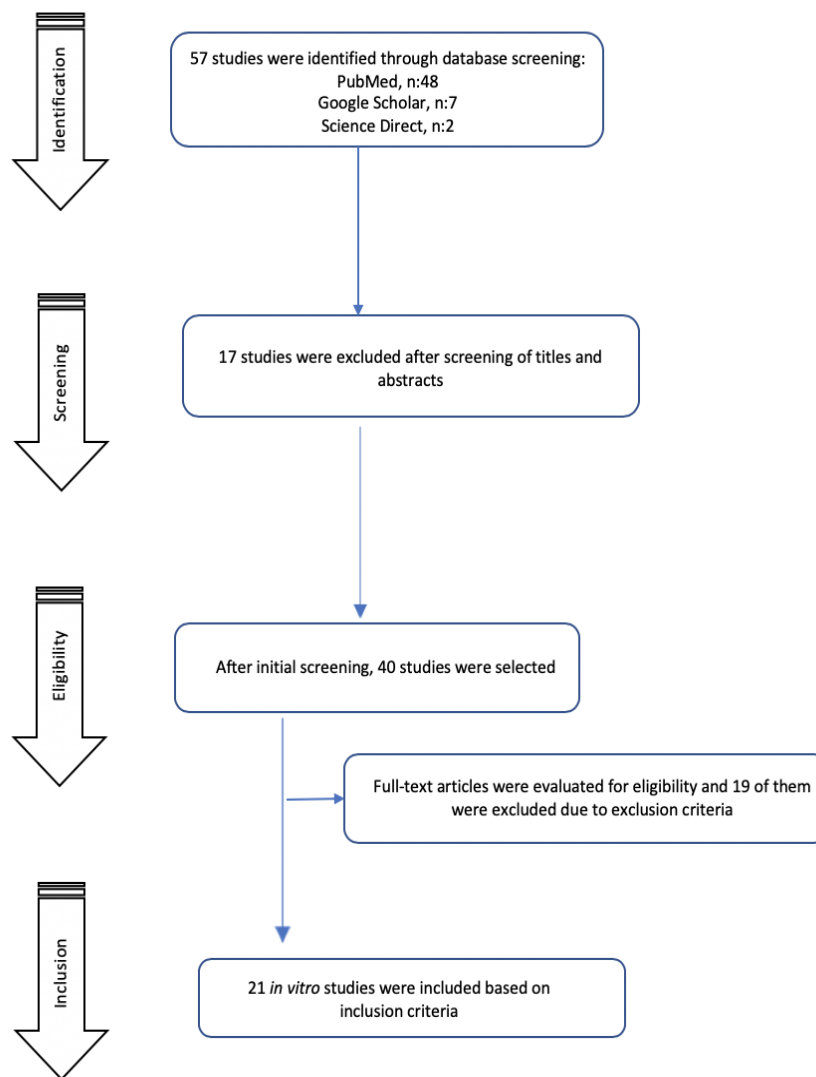 Identification
57 studies were identified through database screening:
PubMed, n:48
Google Scholar, n:7
Science Direct, n:2
Screening
17 studies were excluded after screening of titles and
abstracts
Eligibility
After initial screening, 40 studies were selected
Full-text articles were evaluated for eligibility and 19 of them
were excluded due to exclusion criteria
Inclusion
21 in vitro studies were included based on
inclusion criteria